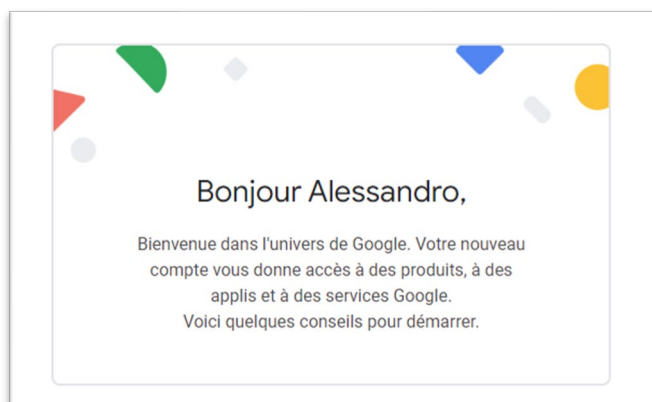 Bonjour Alessandro,
Bienvenue dans l'univers de Google. Votre nouveau
compte vous donne accès à des produits, à des
applis et à des services Google.
Voici quelques conseils pour démarrer.